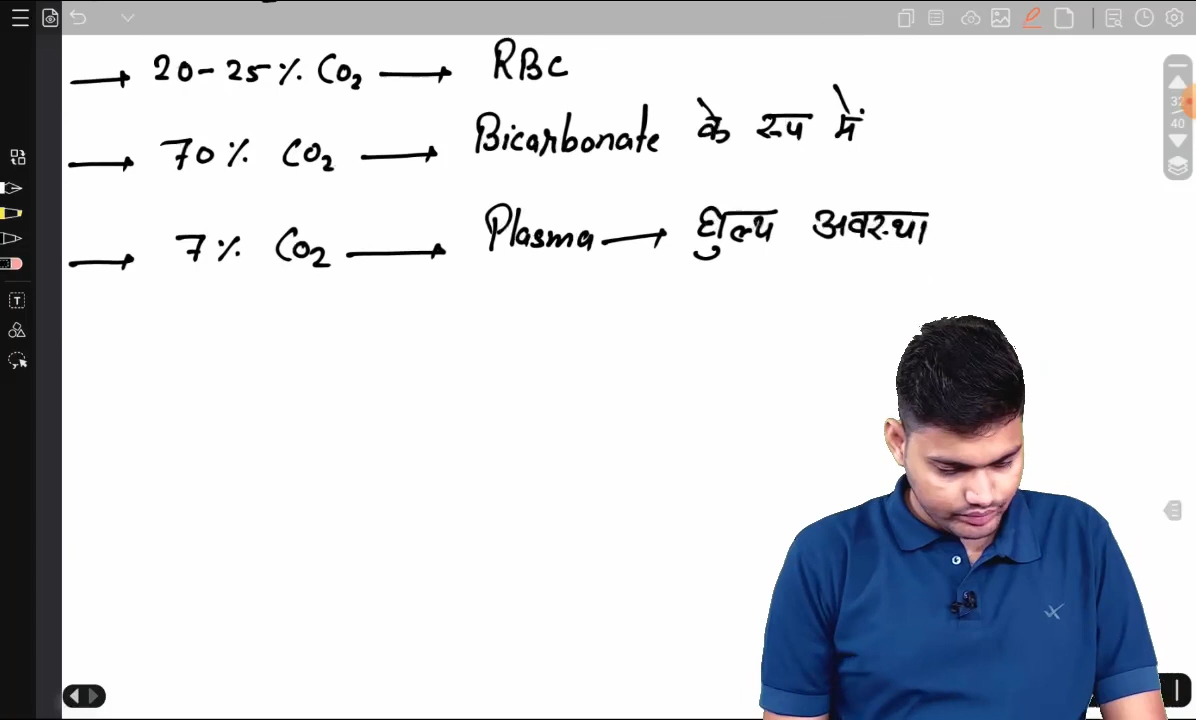 → 20-25% CO₂ → RBC
→ 70% CO₂ → Bicarbonate के रूप में
→ 7% CO₂ → Plasma → घुल्य अवस्था